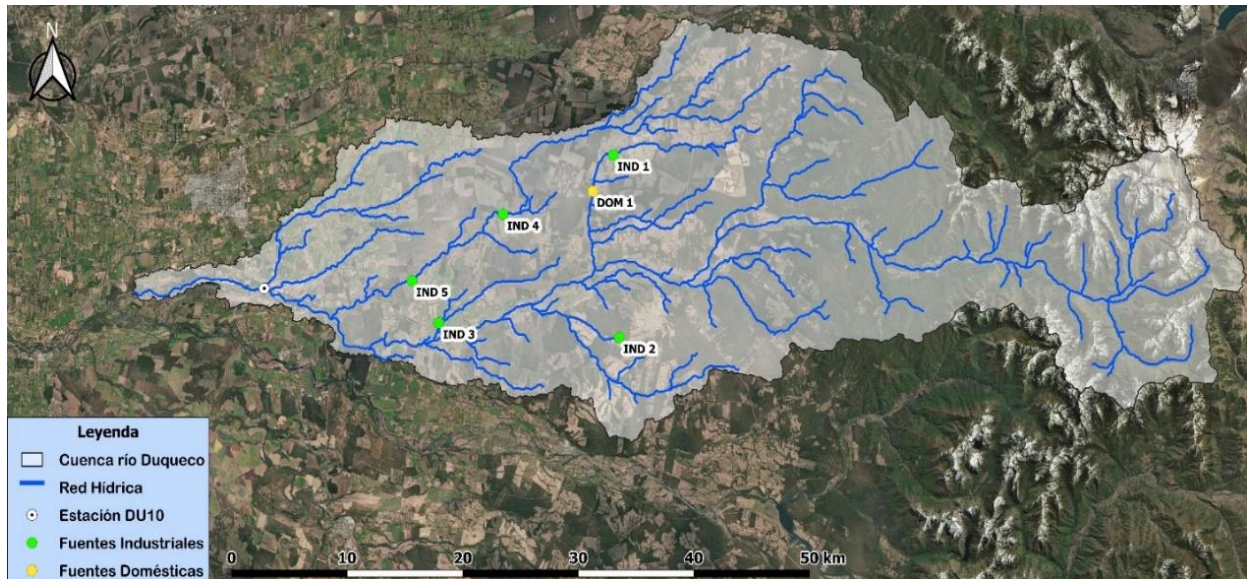 N
IND 1
DOM 1
IND 4
IND 5
IND 3
IND 2
Leyenda
Cuenca río Duqueco
Red Hídrica
Estación DU10
Fuentes Industriales
Fuentes Domésticas
0 10 20 30 40 50 km